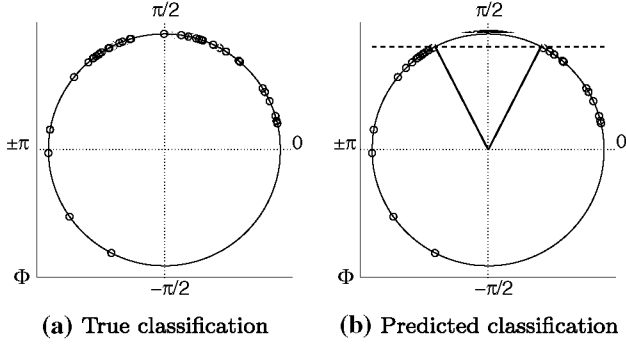 π/2 π/2
±π 0 ±π 0
Φ −π/2 Φ −π/2
(a) True classification (b) Predicted classification